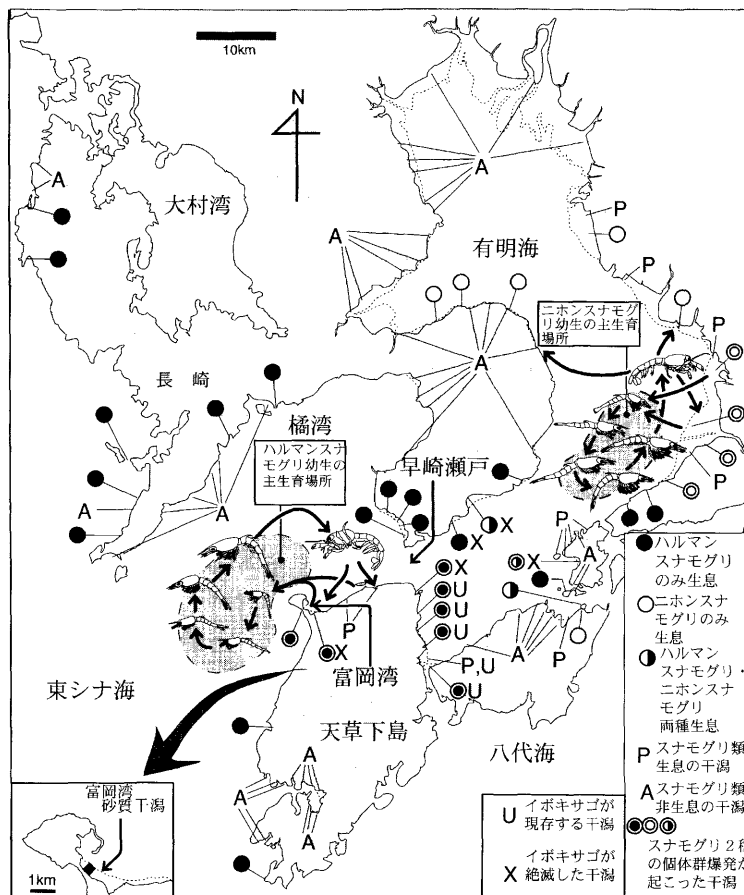 10km
N
A
大村湾
A
A
有明海
P
P
ニホンスナモグ
リ幼生の主生育
場所
P
A
長崎
橘湾
ハルマンスナ
モグリ幼生の
主生育場所
早崎瀬戸
A
A
X
X
P
X
A
X
U
U
U
P
X
A
P
P
P,U
U
富岡湾
東シナ海
天草下島
八代海
A
A
A
富岡湾
砂質干潟
1km
U イボキサゴが
現存する干潟
X イボキサゴが
絶滅した干潟
ハルマン
スナモグリ
のみ生息
ニホンスナ
モグリのみ
生息
ハルマン
スナモグリ・
ニホンスナ
モグリ
両種生息
P スナモグリ類
生息の干潟
A スナモグリ類
非生息の干潟
スナモグリ2種
の個体群爆発が
起こった干潟